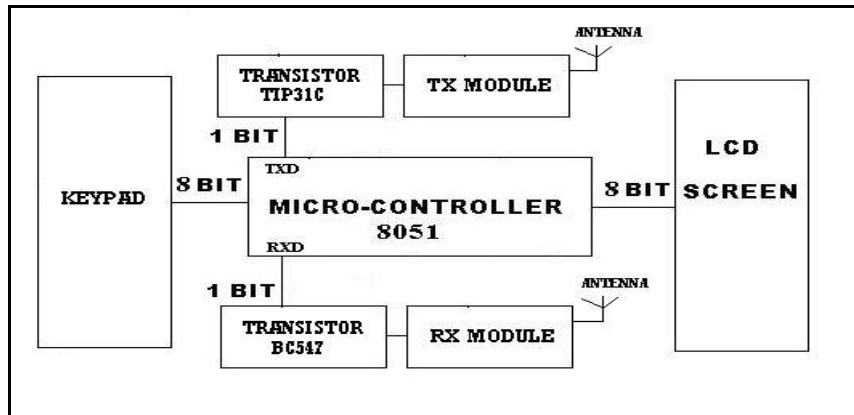 ANTENNA
TRANSISTOR
TIP31C
TX MODULE
1 BIT
KEYPAD
8 BIT
TXD
MICRO-CONTROLLER
8051
RXD
8 BIT
LCD
SCREEN
1 BIT
ANTENNA
TRANSISTOR
BC547
RX MODULE